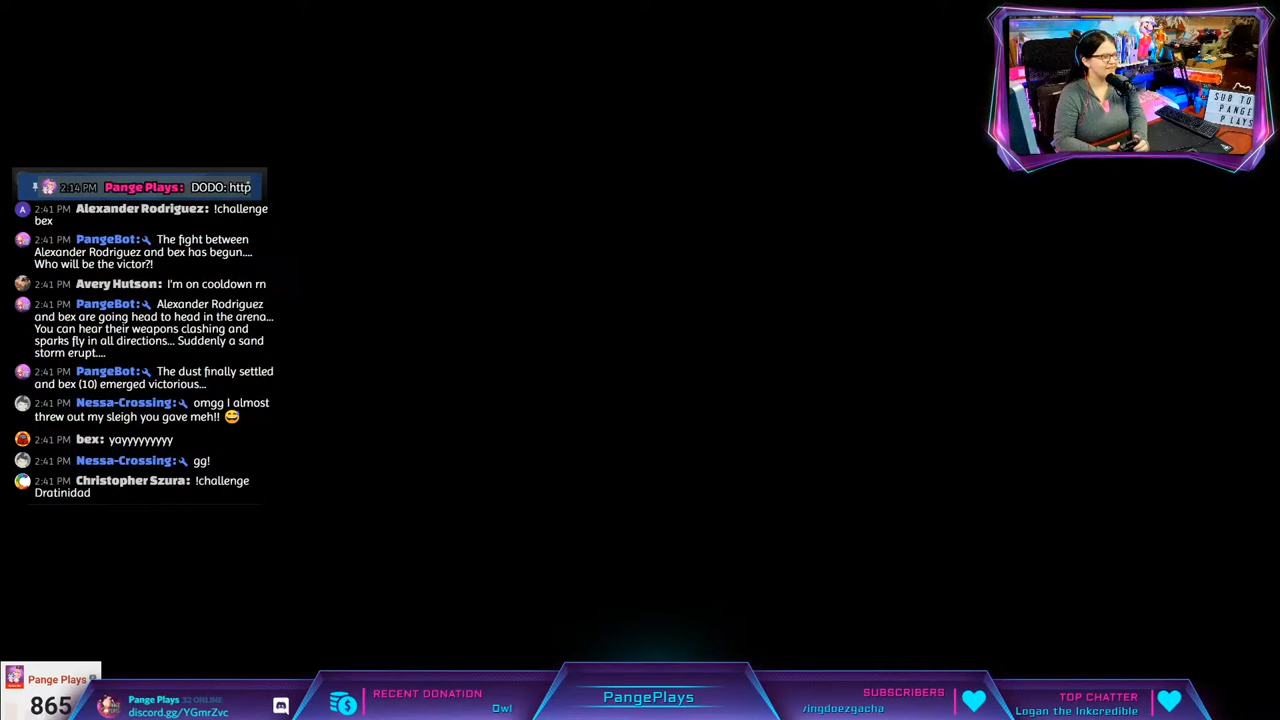 SUB TO
PANGE
PLAYS
2:14 PM Pange Plays: DODO: http
2:41 PM Alexander Rodriguez: !challenge
bex
2:41 PM PangeBot: The fight between
Alexander Rodriguez and bex has begun....
Who will be the victor?!
2:41 PM Avery Hutson: I'm on cooldown rn
2:41 PM PangeBot: Alexander Rodriguez
and bex are going head to head in the arena...
You can hear their weapons clashing and
sparks fly in all directions... Suddenly a sand
storm erupt....
2:41 PM PangeBot: The dust finally settled
and bex (10) emerged victorious...
2:41 PM Nessa-Crossing: omgg I almost
threw out my sleigh you gave meh!! 😅
2:41 PM bex: yayyyyyyyyy
2:41 PM Nessa-Crossing: gg!
2:41 PM Christopher Szura: !challenge
Dratinidad
Pange Plays
865
Pange Plays 32 ONLINE
discord.gg/YGmrZvc
RECENT DONATION
Owl
PangePlays
SUBSCRIBERS
ingdoezgacha
TOP CHATTER
Logan the Inkcredible